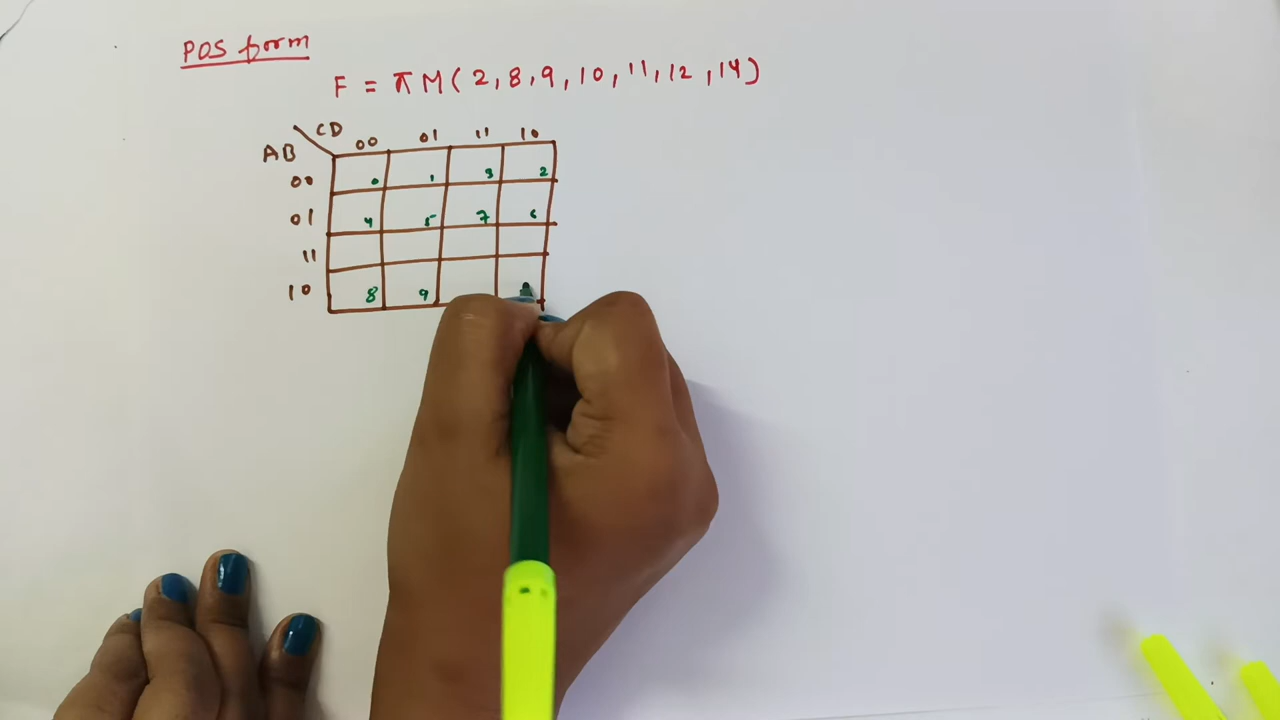 POS form
F = π M ( 2 , 8 , 9 , 10 , 11 , 12 , 14 )
CD
AB
00 01 11 10
00 0 1 3 2
01 4 5 7 6
11
10 8 9